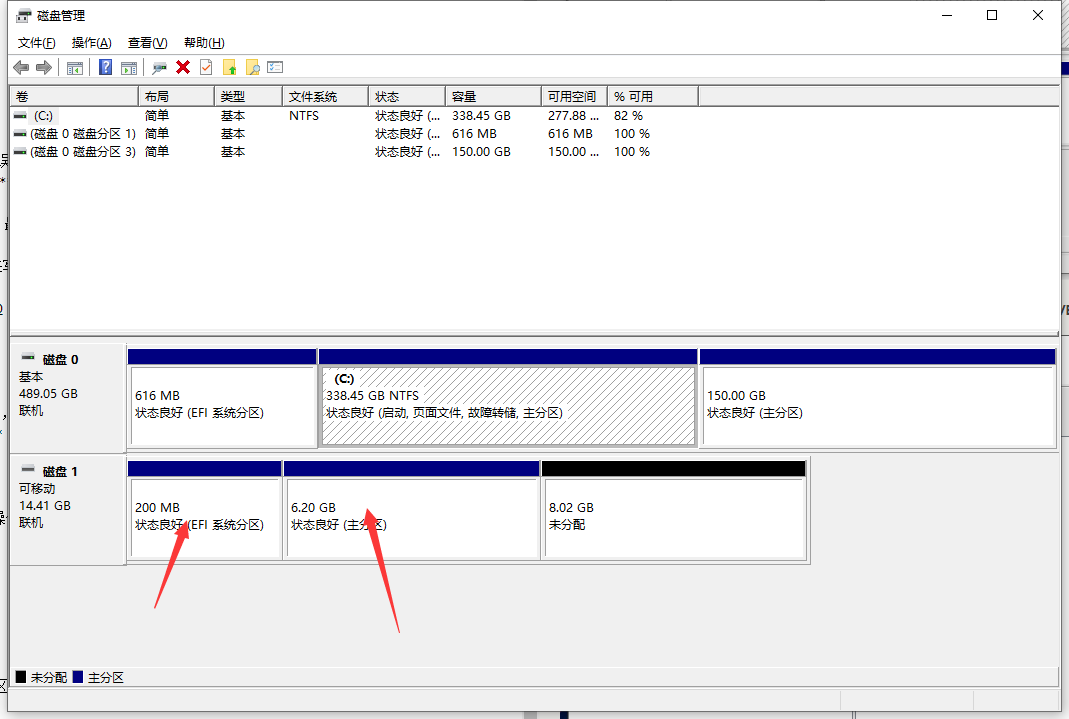 磁盘管理
文件(F) 操作(A) 查看(V) 帮助(H)
卷 布局 类型 文件系统 状态 容量 可用空间 % 可用
(C:) 简单 基本 NTFS 状态良好 (... 338.45 GB 277.88 ... 82 %
(磁盘 0 磁盘分区 1) 简单 基本 状态良好 (... 616 MB 616 MB 100 %
(磁盘 0 磁盘分区 3) 简单 基本 状态良好 (... 150.00 GB 150.00 ... 100 %
磁盘 0
基本
489.05 GB
联机
616 MB
状态良好 (EFI 系统分区)
(C:)
338.45 GB NTFS
状态良好 (启动, 页面文件, 故障转储, 主分区)
150.00 GB
状态良好 (主分区)
磁盘 1
可移动
14.41 GB
联机
200 MB
状态良好 (EFI 系统分区)
6.20 GB
状态良好 (主分区)
8.02 GB
未分配
未分配 主分区